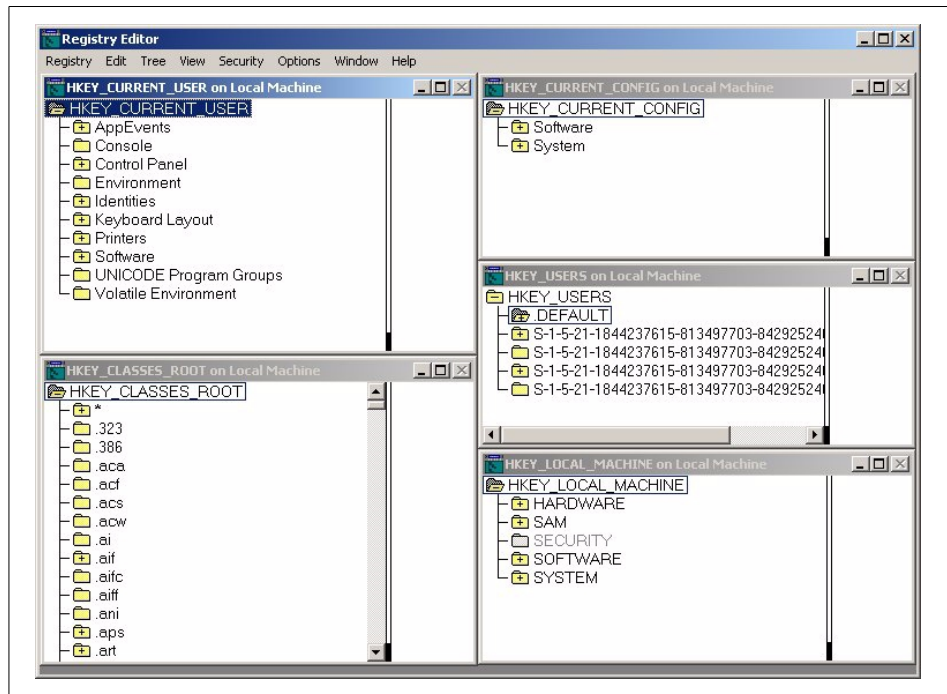 Registry Editor
Registry Edit Tree View Security Options Window Help
HKEY_CURRENT_USER on Local Machine
HKEY_CURRENT_USER
AppEvents
Console
Control Panel
Environment
Identities
Keyboard Layout
Printers
Software
UNICODE Program Groups
Volatile Environment
HKEY_CLASSES_ROOT on Local Machine
HKEY_CLASSES_ROOT
*
.323
.386
.aca
.acf
.acs
.acw
.ai
.aif
.aifc
.aiff
.ani
.aps
.art
HKEY_CURRENT_CONFIG on Local Machine
HKEY_CURRENT_CONFIG
Software
System
HKEY_USERS on Local Machine
HKEY_USERS
.DEFAULT
S-1-5-21-1844237615-813497703-84292524
S-1-5-21-1844237615-813497703-84292524
S-1-5-21-1844237615-813497703-84292524
S-1-5-21-1844237615-813497703-84292524
HKEY_LOCAL_MACHINE on Local Machine
HKEY_LOCAL_MACHINE
HARDWARE
SAM
SECURITY
SOFTWARE
SYSTEM